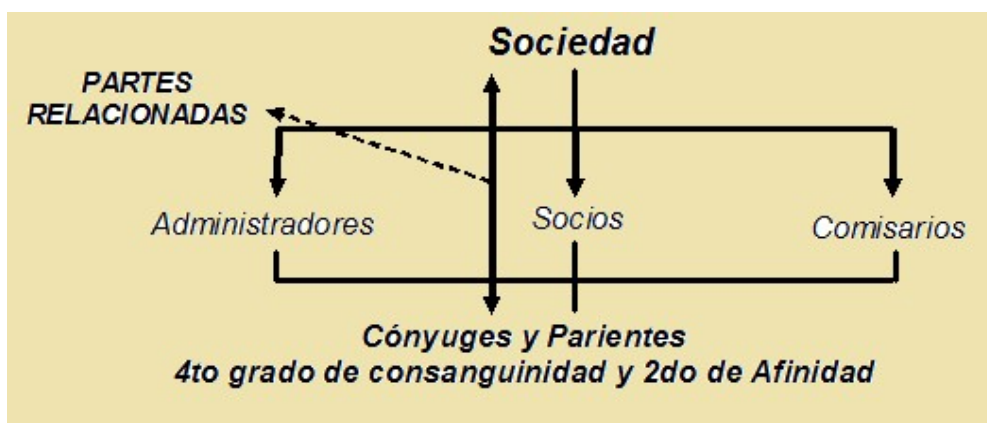 Sociedad
PARTES
RELACIONADAS
Administradores
Socios
Comisarios
Cónyuges y Parientes
4to grado de consanguinidad y 2do de Afinidad